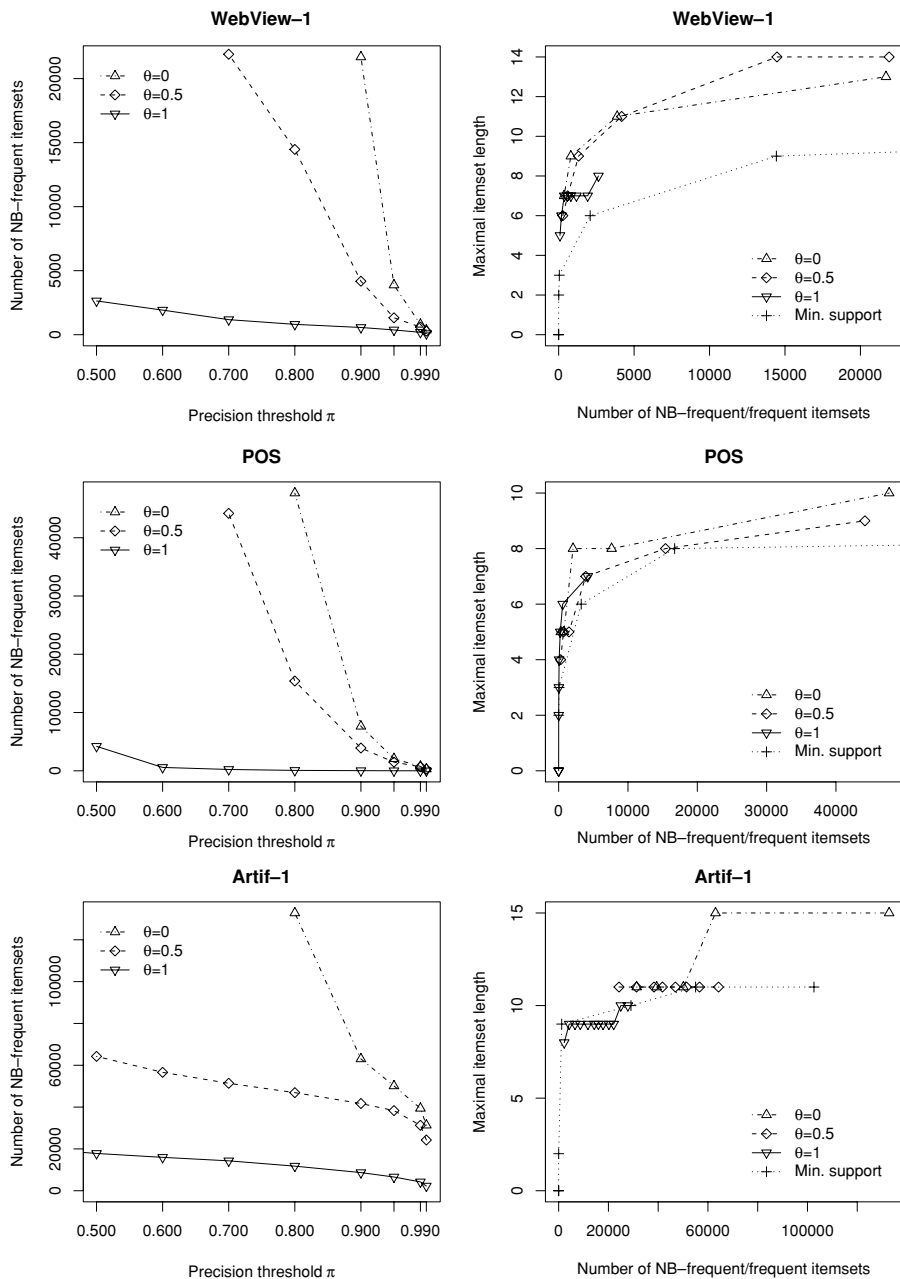 WebView–1
Number of NB–frequent itemsets
0
5000
10000
15000
20000
θ=0
θ=0.5
θ=1
0.500
0.600
0.700
0.800
0.900
0.990
Precision threshold π
WebView–1
Maximal itemset length
0
2
4
6
8
10
12
14
θ=0
θ=0.5
θ=1
Min. support
0
5000
10000
15000
20000
Number of NB–frequent/frequent itemsets
POS
Number of NB–frequent itemsets
0
10000
20000
30000
40000
θ=0
θ=0.5
θ=1
0.500
0.600
0.700
0.800
0.900
0.990
Precision threshold π
POS
Maximal itemset length
0
2
4
6
8
10
θ=0
θ=0.5
θ=1
Min. support
0
10000
20000
30000
40000
Number of NB–frequent/frequent itemsets
Artif–1
Number of NB–frequent itemsets
0
20000
60000
100000
θ=0
θ=0.5
θ=1
0.500
0.600
0.700
0.800
0.900
0.990
Precision threshold π
Artif–1
Maximal itemset length
0
5
10
15
θ=0
θ=0.5
θ=1
Min. support
0
20000
60000
100000
Number of NB–frequent/frequent itemsets